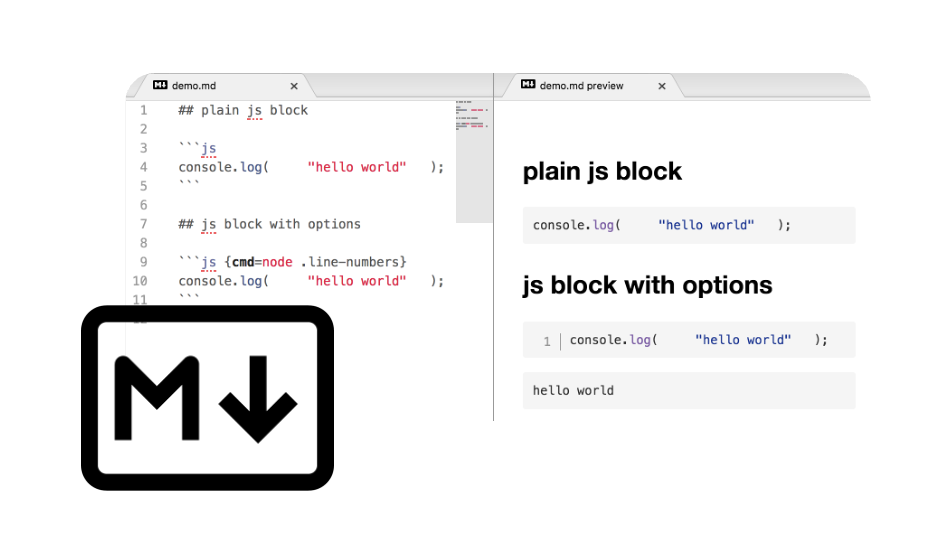 demo.md
1 ## plain js block
2
3 ```js
4 console.log(     "hello world"   );
5 ```
6
7 ## js block with options
8
9 ```js {cmd=node .line-numbers}
10 console.log(     "hello world"   );
11 ```
M
demo.md preview
plain js block
console.log(     "hello world"   );
js block with options
1 console.log(     "hello world"   );
hello world